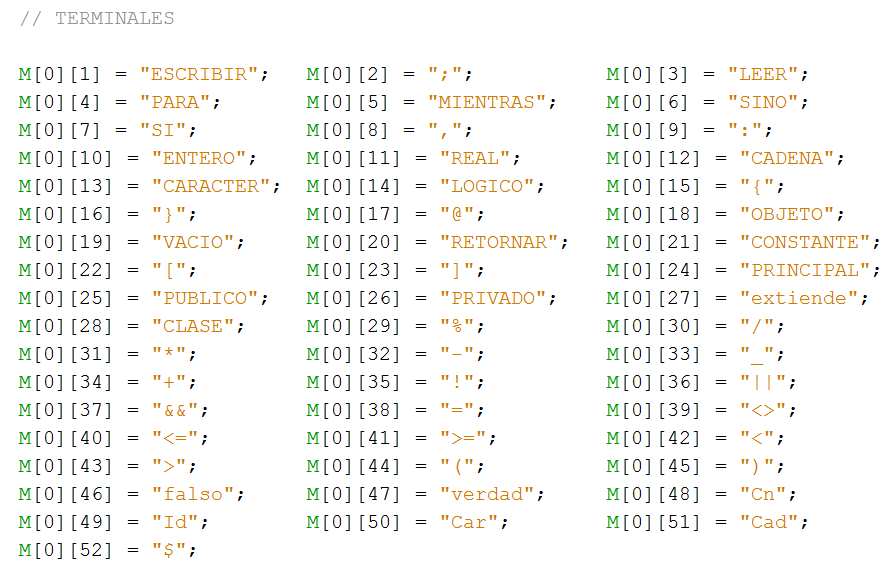 // TERMINALES
M[0][1] = "ESCRIBIR"; M[0][2] = ";"; M[0][3] = "LEER";
M[0][4] = "PARA"; M[0][5] = "MIENTRAS"; M[0][6] = "SINO";
M[0][7] = "SI"; M[0][8] = ","; M[0][9] = ":";
M[0][10] = "ENTERO"; M[0][11] = "REAL"; M[0][12] = "CADENA";
M[0][13] = "CARACTER"; M[0][14] = "LOGICO"; M[0][15] = "{";
M[0][16] = "}"; M[0][17] = "@"; M[0][18] = "OBJETO";
M[0][19] = "VACIO"; M[0][20] = "RETORNAR"; M[0][21] = "CONSTANTE";
M[0][22] = "["; M[0][23] = "]"; M[0][24] = "PRINCIPAL";
M[0][25] = "PUBLICO"; M[0][26] = "PRIVADO"; M[0][27] = "extiende";
M[0][28] = "CLASE"; M[0][29] = "%"; M[0][30] = "/";
M[0][31] = "*"; M[0][32] = "-"; M[0][33] = "_";
M[0][34] = "+"; M[0][35] = "!"; M[0][36] = "||";
M[0][37] = "&&"; M[0][38] = "="; M[0][39] = "<>";
M[0][40] = "<="; M[0][41] = ">="; M[0][42] = "<";
M[0][43] = ">"; M[0][44] = "("; M[0][45] = ")";
M[0][46] = "falso"; M[0][47] = "verdad"; M[0][48] = "Cn";
M[0][49] = "Id"; M[0][50] = "Car"; M[0][51] = "Cad";
M[0][52] = "$";